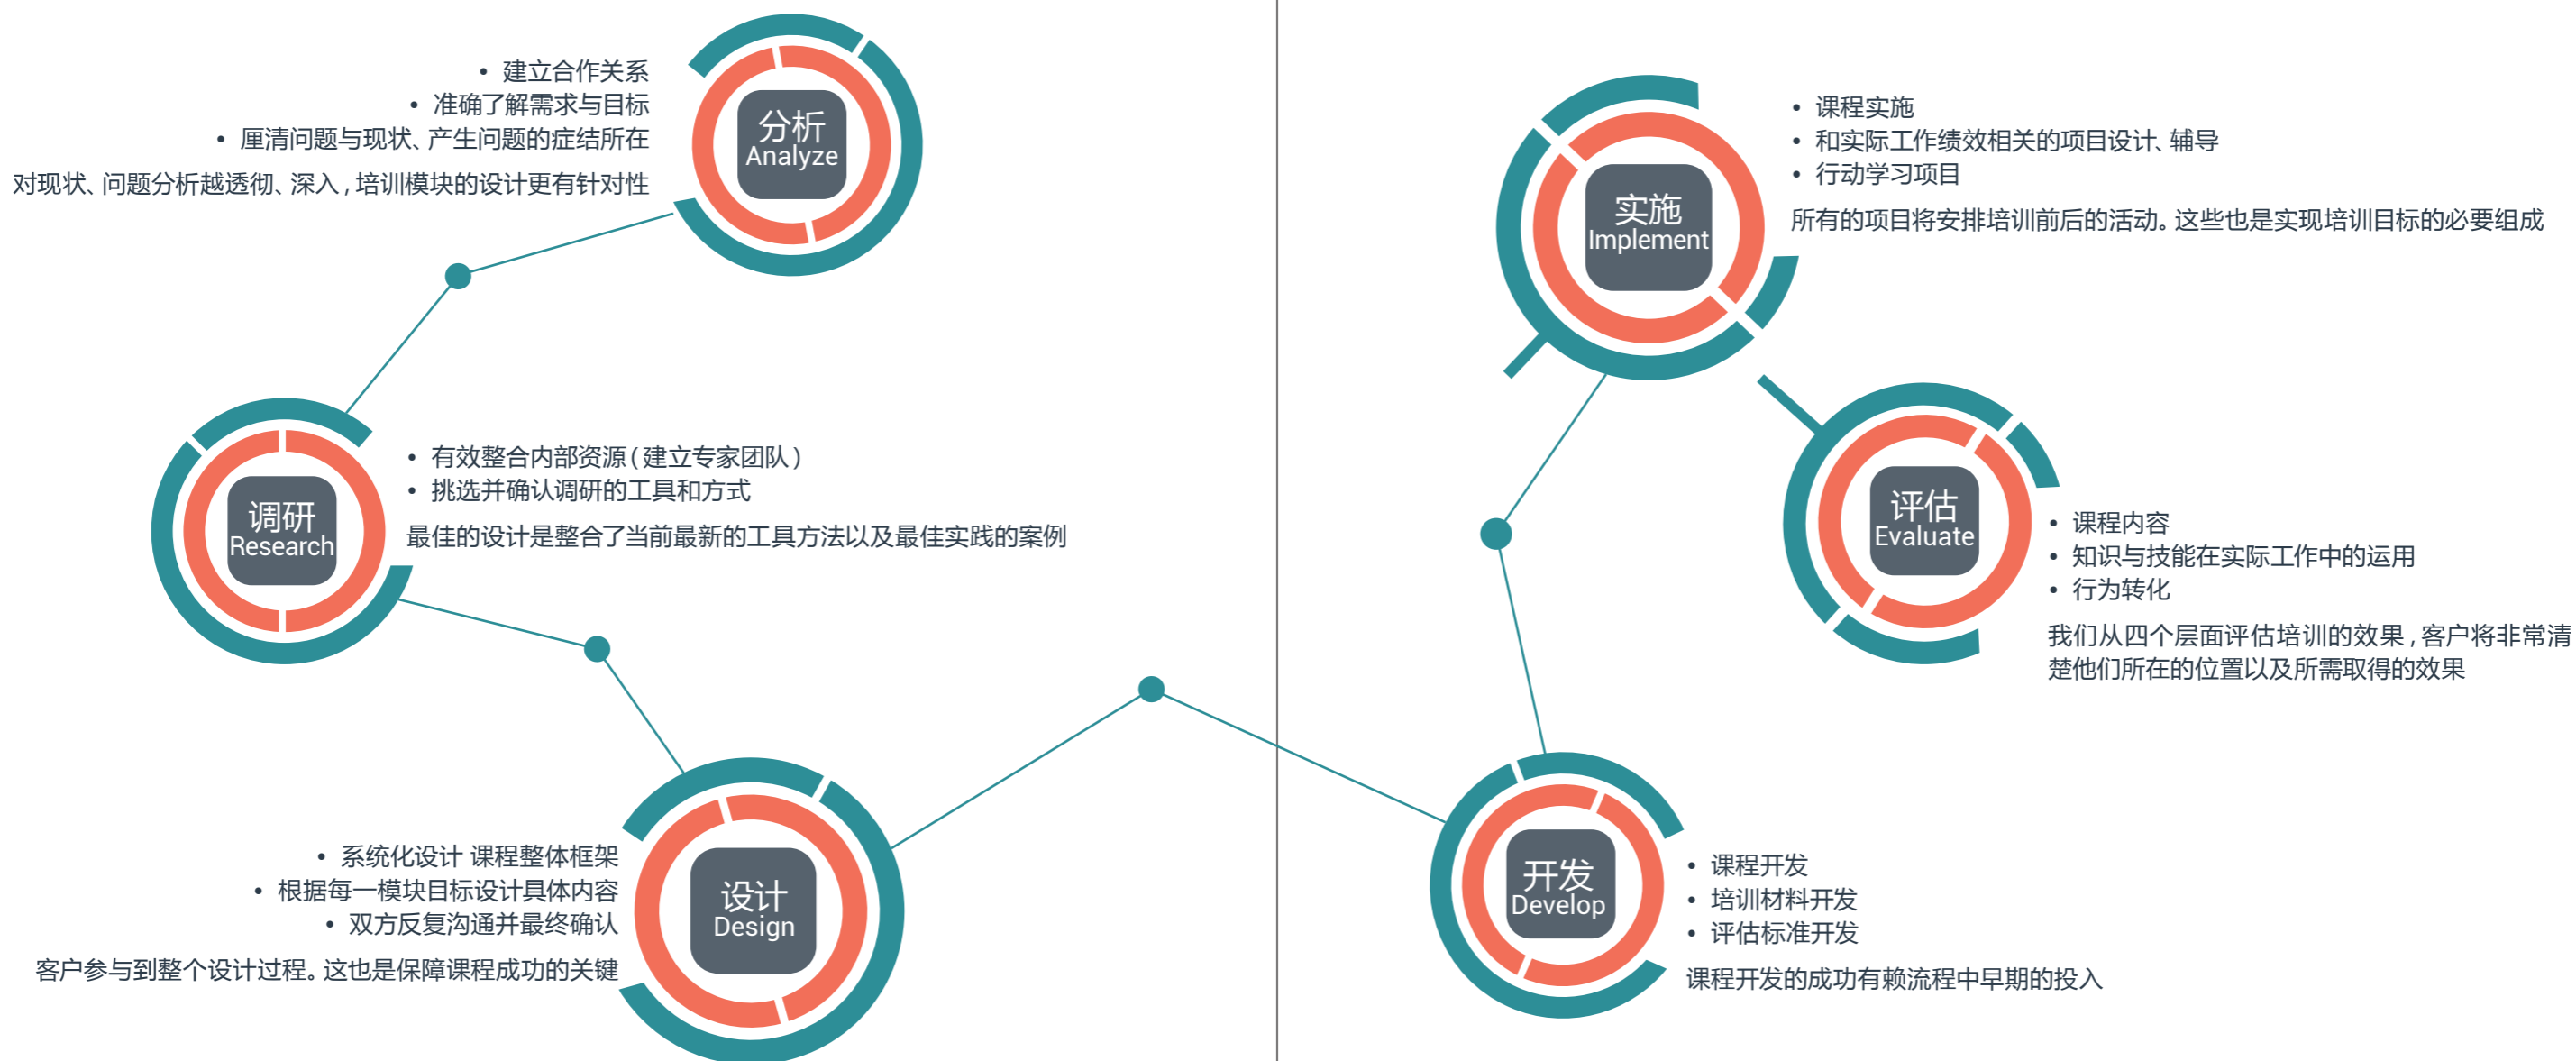 • 建立合作关系
• 准确了解需求与目标
• 厘清问题与现状、产生问题的症结所在
对现状、问题分析越透彻、深入,培训模块的设计更有针对性
分析
Analyze
调研
Research
• 有效整合内部资源(建立专家团队)
• 挑选并确认调研的工具和方式
最佳的设计是整合了当前最新的工具方法以及最佳实践的案例
• 系统化设计 课程整体框架
• 根据每一模块目标设计具体内容
• 双方反复沟通并最终确认
客户参与到整个设计过程。这也是保障课程成功的关键
设计
Design
开发
Develop
• 课程开发
• 培训材料开发
• 评估标准开发
课程开发的成功有赖流程中早期的投入
实施
Implement
• 课程实施
• 和实际工作绩效相关的项目设计、辅导
• 行动学习项目
所有的项目将安排培训前后的活动。这些也是实现培训目标的必要组成
评估
Evaluate
• 课程内容
• 知识与技能在实际工作中的运用
• 行为转化
我们从四个层面评估培训的效果,客户将非常清
楚他们所在的位置以及所需取得的效果